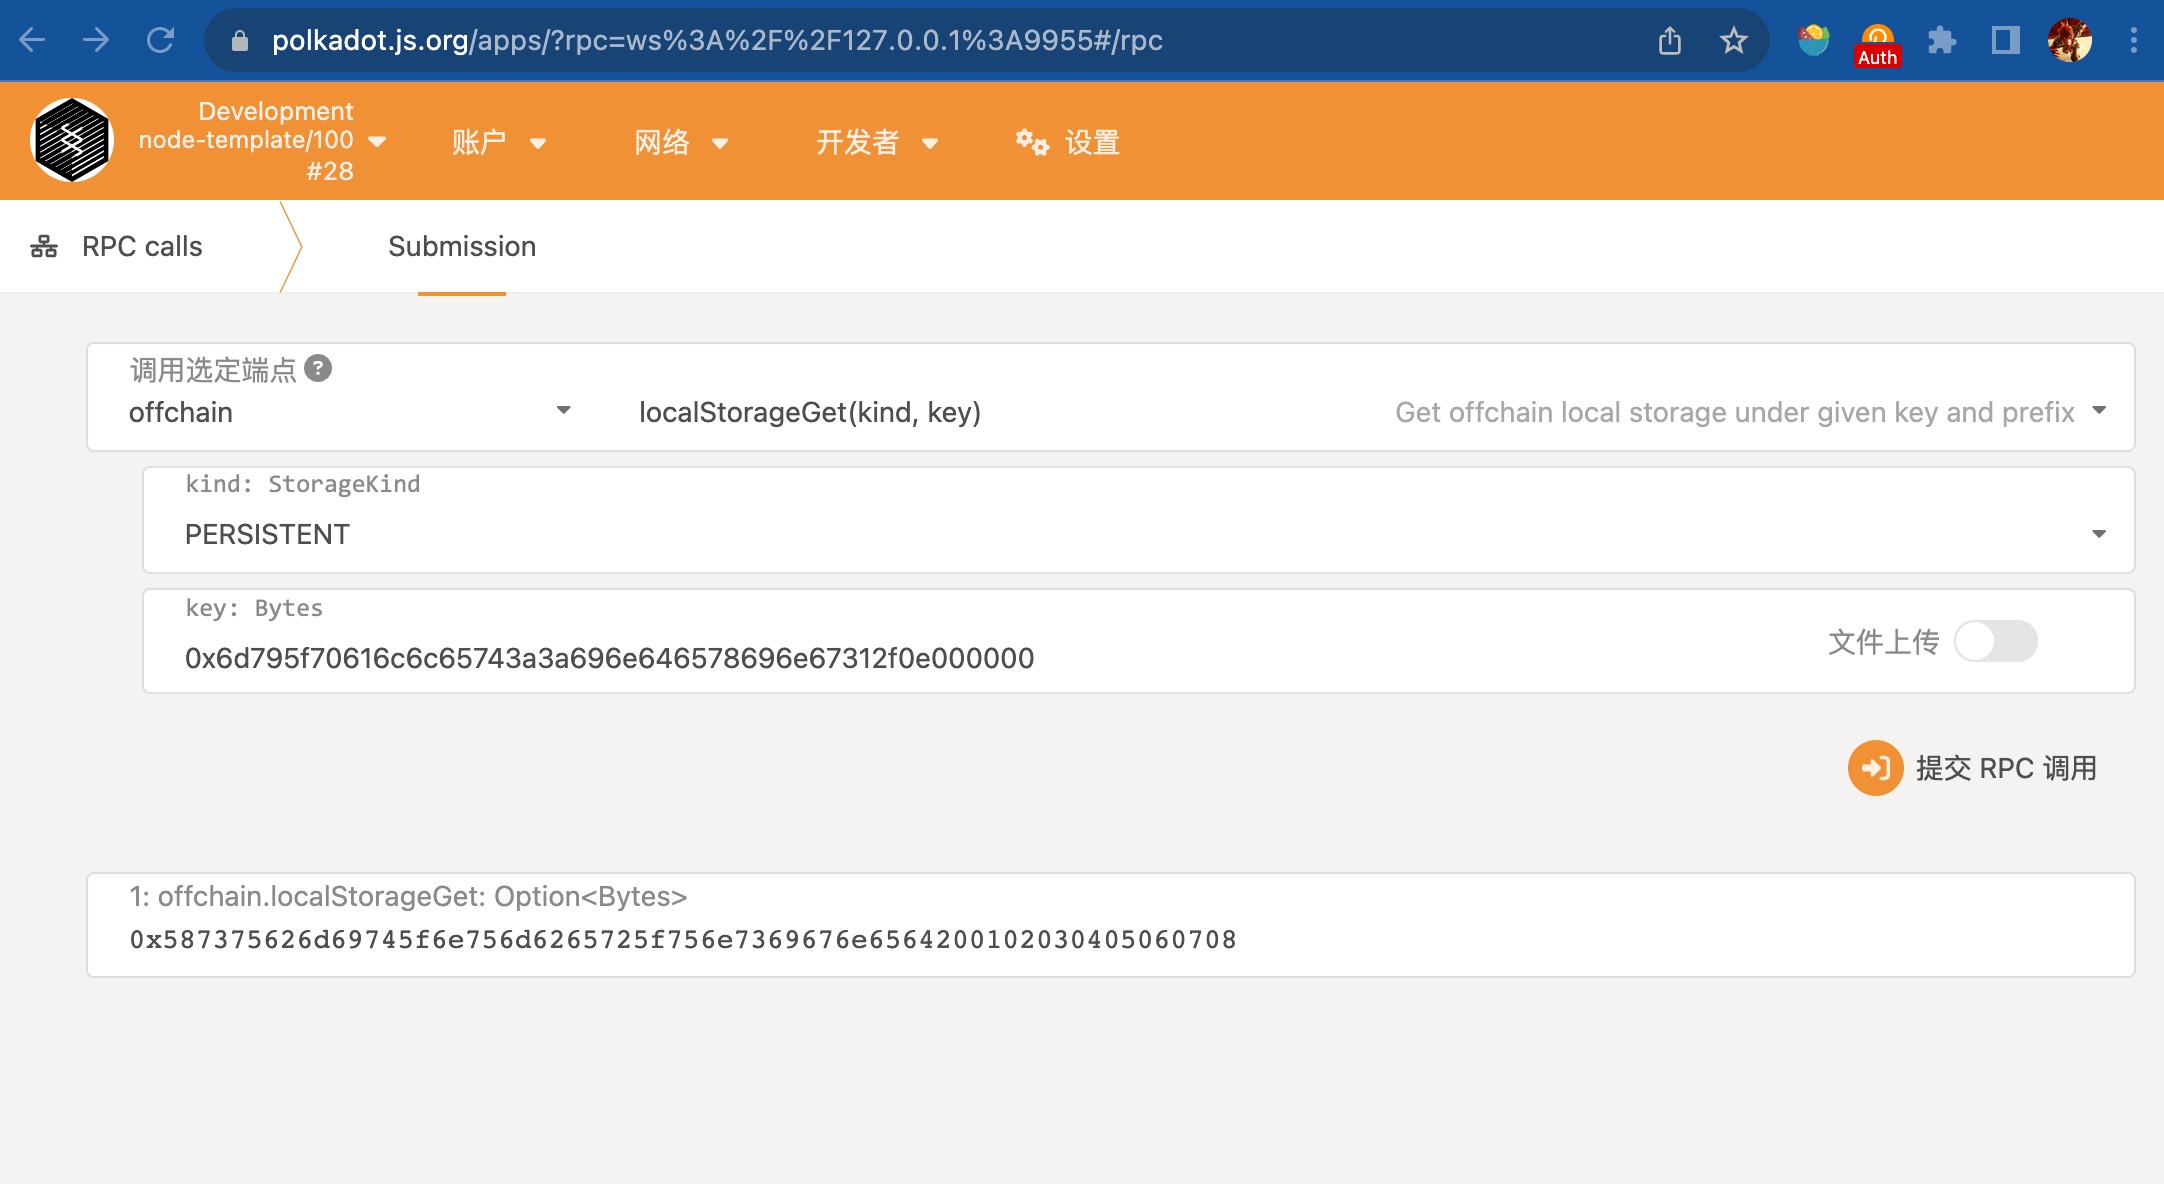 polkadot.js.org/apps/?rpc=ws%3A%2F%2F127.0.0.1%3A9955#/rpc
Auth
Development
node-template/100
#28
账户
网络
开发者
设置
RPC calls
Submission
调用选定端点 ?
offchain
localStorageGet(kind, key)
Get offchain local storage under given key and prefix
kind: StorageKind
PERSISTENT
key: Bytes
0x6d795f70616c6c65743a3a696e646578696e67312f0e000000
文件上传
提交 RPC 调用
1: offchain.localStorageGet: Option<Bytes>
0x587375626d69745f6e756d6265725f756e7369676e6564200102030405060708